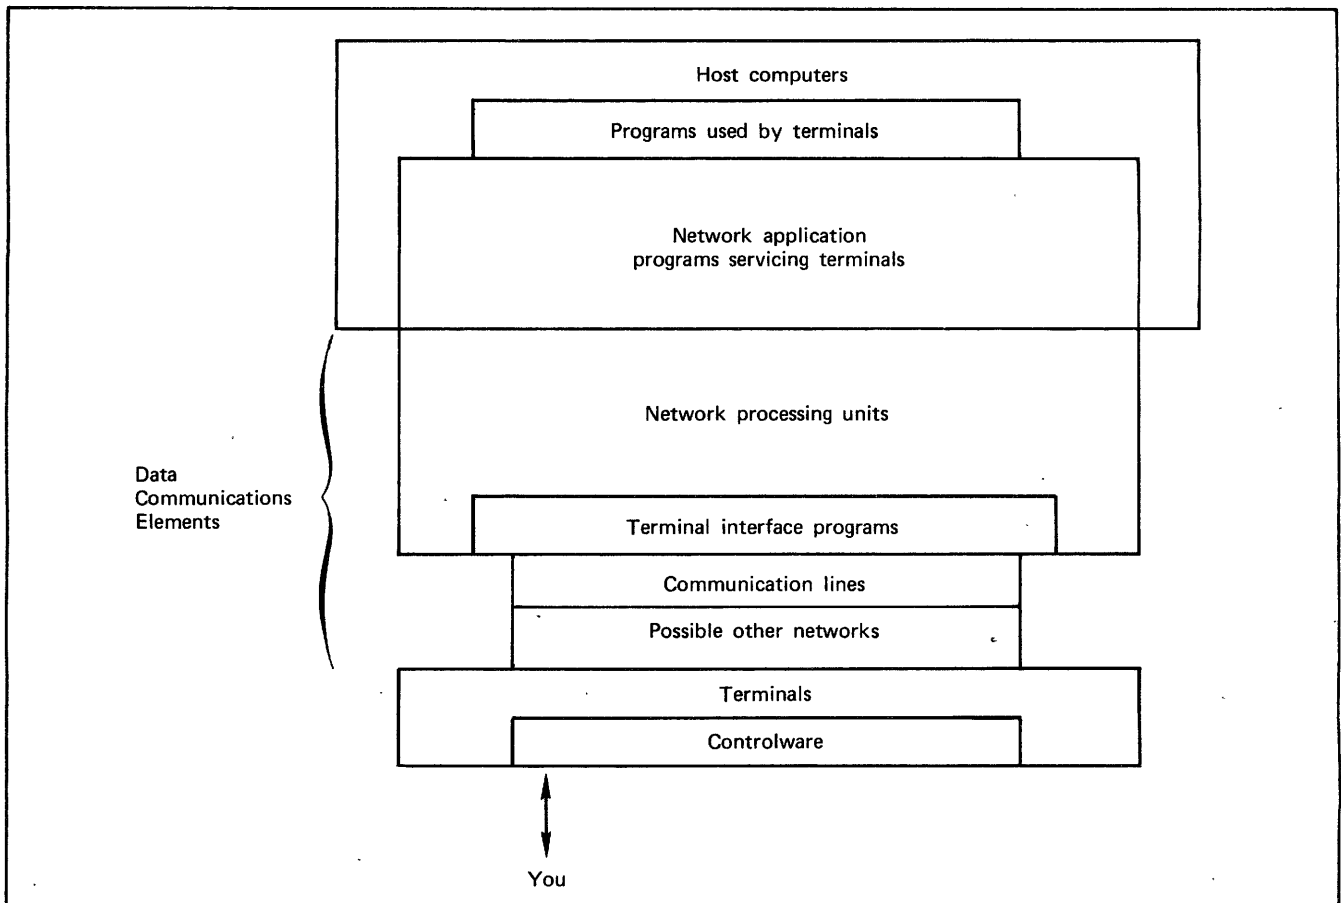 Host computers
Programs used by terminals
Network application
programs servicing terminals
Network processing units
Data
Communications
Elements
Terminal interface programs
Communication lines
Possible other networks
Terminals
Controlware
You